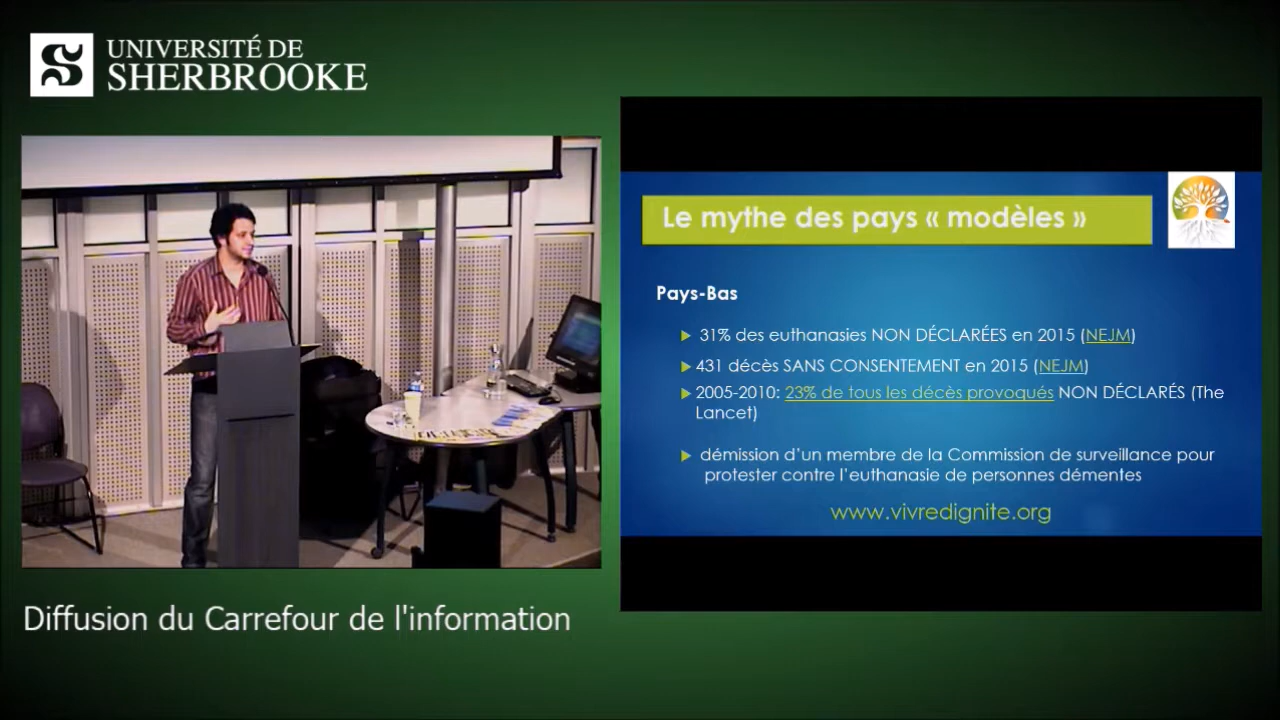 UNIVERSITÉ DE
SHERBROOKE
Le mythe des pays « modèles »
Pays-Bas
31% des euthanasies NON DÉCLARÉES en 2015 (NEJM)
431 décès SANS CONSENTEMENT en 2015 (NEJM)
2005-2010: 23% de tous les décès provoqués NON DÉCLARÉS (The
Lancet)
démission d'un membre de la Commission de surveillance pour
protester contre l'euthanasie de personnes démentes
www.vivredignite.org
Diffusion du Carrefour de l'information